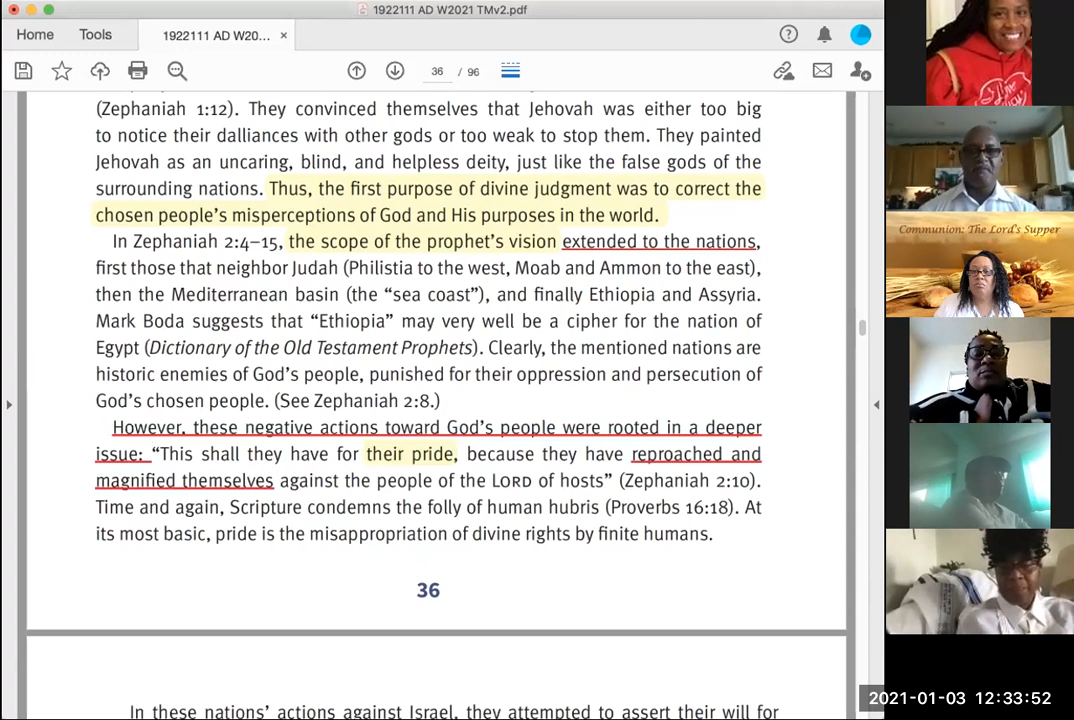 1922111 AD W2021 TMv2.pdf
Home Tools 1922111 AD W20... ×
36 / 96
(Zephaniah 1:12). They convinced themselves that Jehovah was either too big
to notice their dalliances with other gods or too weak to stop them. They painted
Jehovah as an uncaring, blind, and helpless deity, just like the false gods of the
surrounding nations. Thus, the first purpose of divine judgment was to correct the
chosen people’s misperceptions of God and His purposes in the world.
In Zephaniah 2:4–15, the scope of the prophet’s vision extended to the nations,
first those that neighbor Judah (Philistia to the west, Moab and Ammon to the east),
then the Mediterranean basin (the “sea coast”), and finally Ethiopia and Assyria.
Mark Boda suggests that “Ethiopia” may very well be a cipher for the nation of
Egypt (Dictionary of the Old Testament Prophets). Clearly, the mentioned nations are
historic enemies of God’s people, punished for their oppression and persecution of
God’s chosen people. (See Zephaniah 2:8.)
However, these negative actions toward God’s people were rooted in a deeper
issue: “This shall they have for their pride, because they have reproached and
magnified themselves against the people of the LORD of hosts” (Zephaniah 2:10).
Time and again, Scripture condemns the folly of human hubris (Proverbs 16:18). At
its most basic, pride is the misappropriation of divine rights by finite humans.
36
In these nations’ actions against Israel, they attempted to assert their will for
Communion: The Lord's Supper
2021-01-03 12:33:52